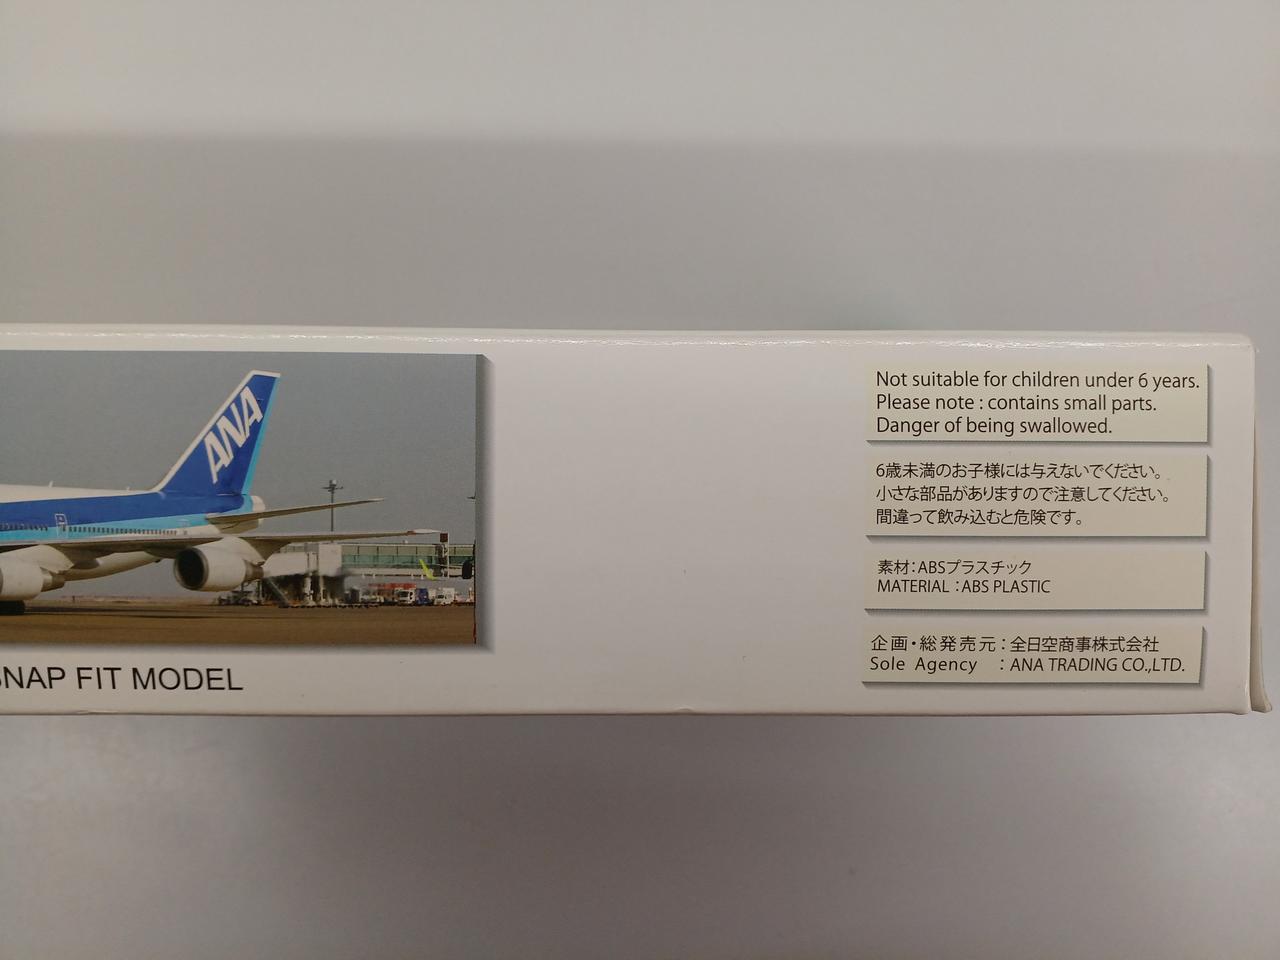 ANA
SNAP FIT MODEL
Not suitable for children under 6 years.
Please note : contains small parts.
Danger of being swallowed.
6歳未満のお子様には与えないでください。
小さな部品がありますので注意してください。
間違って飲み込むと危険です。
素材：ABSプラスチック
MATERIAL：ABS PLASTIC
企画・総発売元：全日空商事株式会社
Sole Agency ：ANA TRADING CO.,LTD.